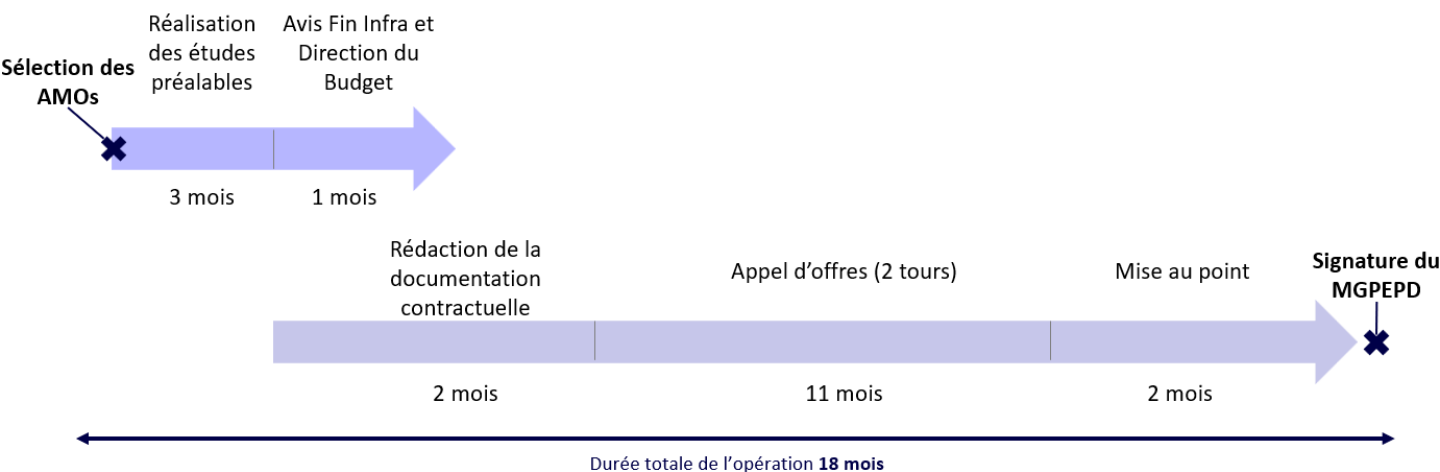 Sélection des
AMOs
Réalisation
des études
préalables
Avis Fin Infra et
Direction du
Budget
3 mois
1 mois
Rédaction de la
documentation
contractuelle
Appel d’offres (2 tours)
Mise au point
Signature du
MGPEPD
2 mois
11 mois
2 mois
Durée totale de l’opération 18 mois